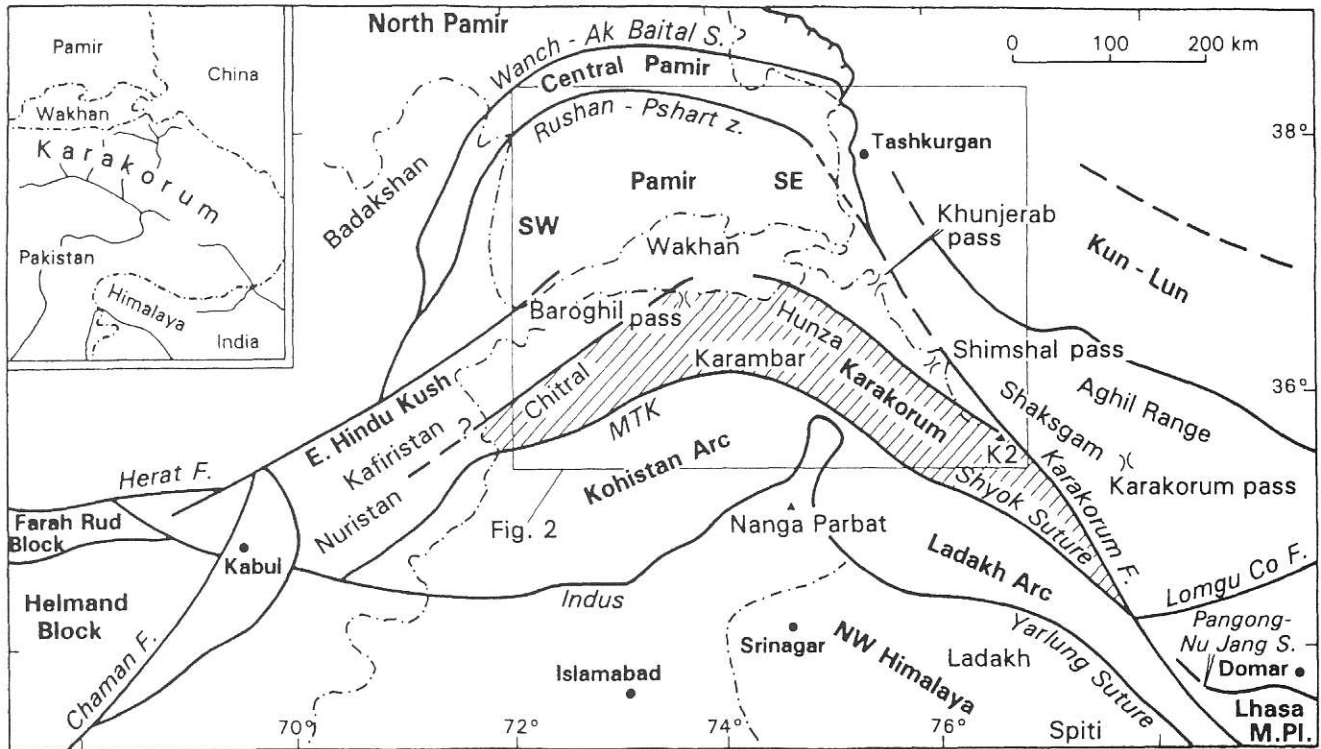 Pamir
China
Wakhan
Karakorum
Pakistan
Himalaya
India
North Pamir
Wanch - Ak Baital S.
Central Pamir
Rushan - Pshart z.
0 100 200 km
38°
Tashkurgan
Badakshan
Pamir SE
SW
Khunjerab
pass
Wakhan
Kun - Lun
Baroghil
pass
Hunza
Shimshal pass
Karambar
Karakorum
36°
Chitral
Shaksgam
Aghil Range
E. Hindu Kush
Kafiristan ?
MTK
K2
Karakorum pass
Herat F.
Nuristan
Kohistan Arc
Shyok Suture
Karakorum F.
Farah Rud
Block
Fig. 2
Nanga Parbat
Kabul
Ladakh Arc
Lomgu Co F.
Helmand
Block
Indus
Pangong-
Nu Jang S.
Chaman F.
Srinagar
NW Himalaya
Ladakh
Yarlung Suture
Domar
Islamabad
Lhasa
M.Pl.
70°
72°
74°
76°
Spiti